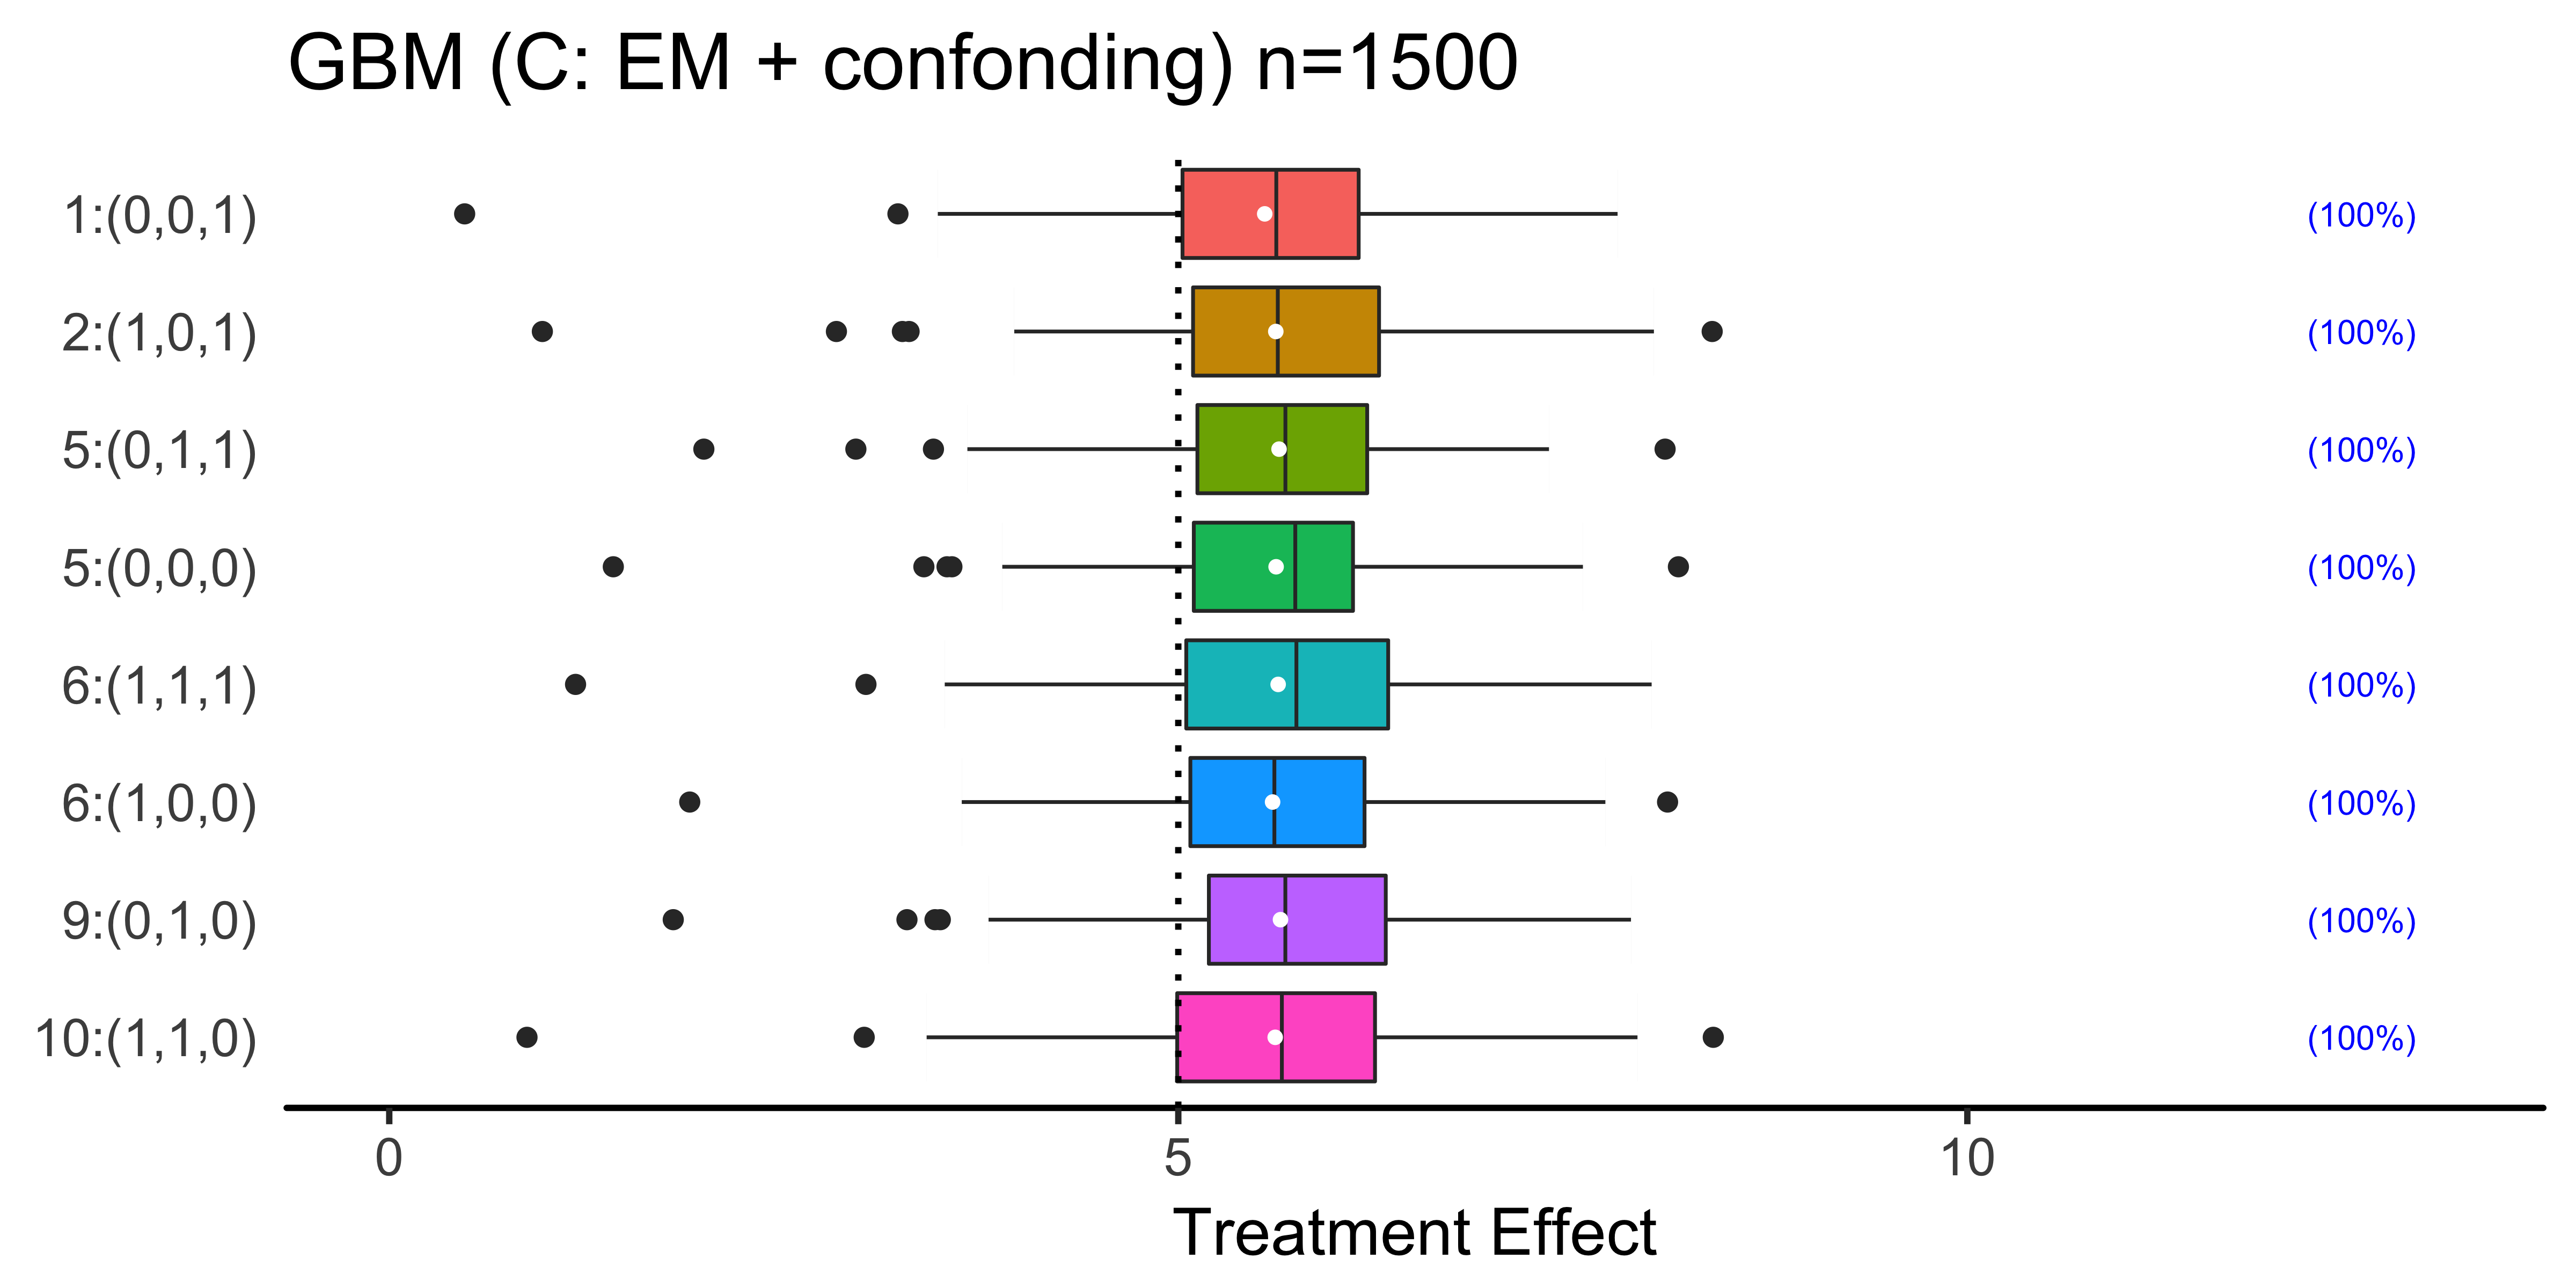 GBM (C: EM + confonding) n=1500
1:(0,0,1) (100%)
2:(1,0,1) (100%)
5:(0,1,1) (100%)
5:(0,0,0) (100%)
6:(1,1,1) (100%)
6:(1,0,0) (100%)
9:(0,1,0) (100%)
10:(1,1,0) (100%)
0 5 10
Treatment Effect